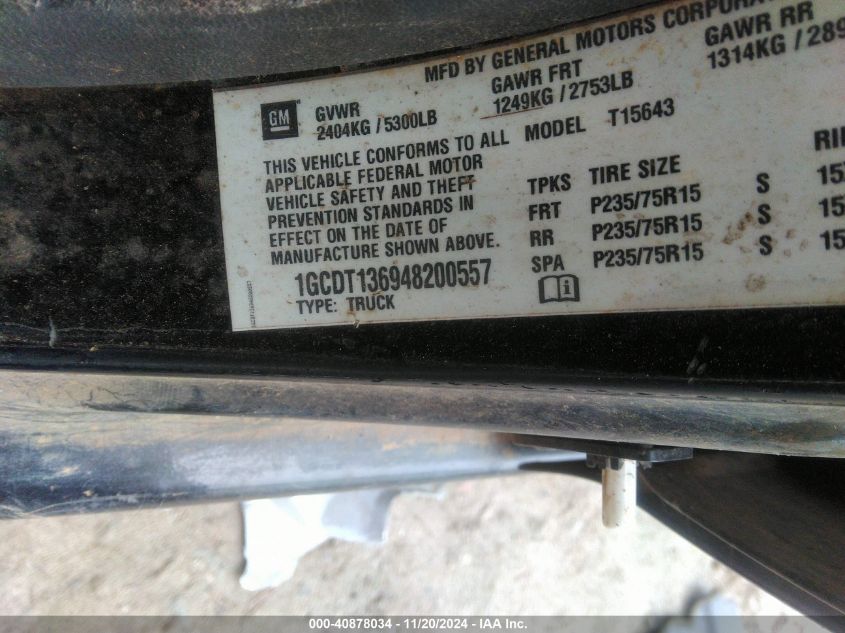 MFD BY GENERAL MOTORS
GM GVWR GAWR FRT GAWR RR
2404KG / 5300LB 1249KG / 2753LB 1314KG /
THIS VEHICLE CONFORMS TO ALL MODEL T15643
APPLICABLE FEDERAL MOTOR
VEHICLE SAFETY AND THEFT TPKS TIRE SIZE
PREVENTION STANDARDS IN FRT P235/75R15 S
EFFECT ON THE DATE OF RR P235/75R15 S
MANUFACTURE SHOWN ABOVE. SPA P235/75R15 S
1GCDT136948200557
TYPE: TRUCK
000-40878034 - 11/20/2024 - IAA Inc.